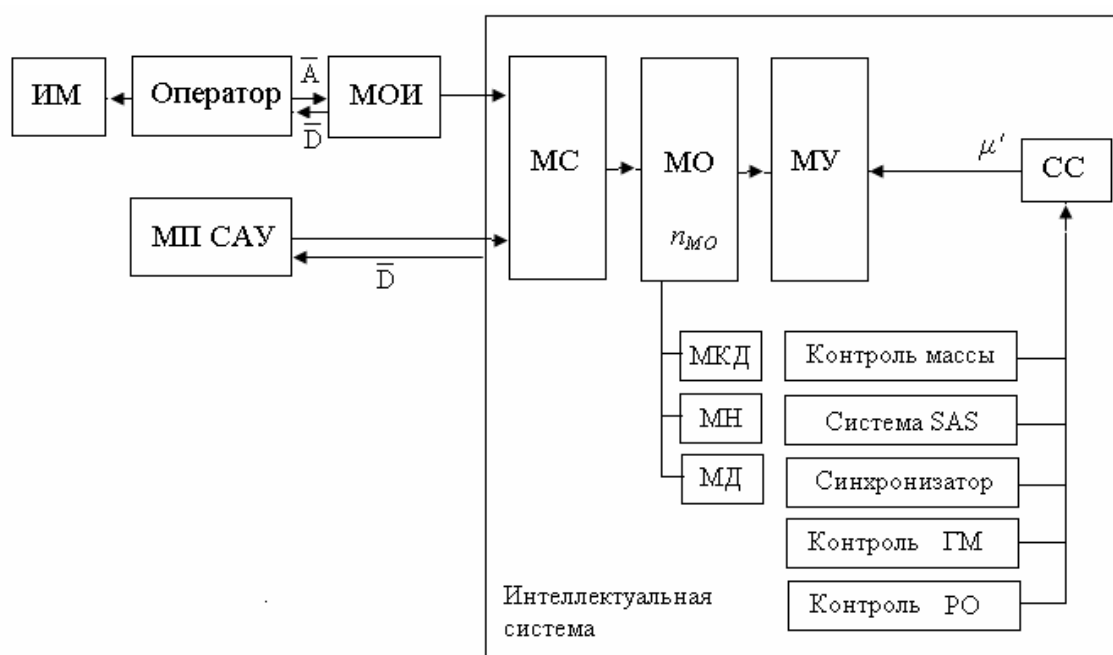 ИМ
Оператор
A
D
МОИ
МП САУ
D
МС
МО
n_MO
МУ
μ'
СС
МКД
МН
МД
Контроль массы
Система SAS
Синхронизатор
Контроль ГМ
Контроль РО
Интеллектуальная
система